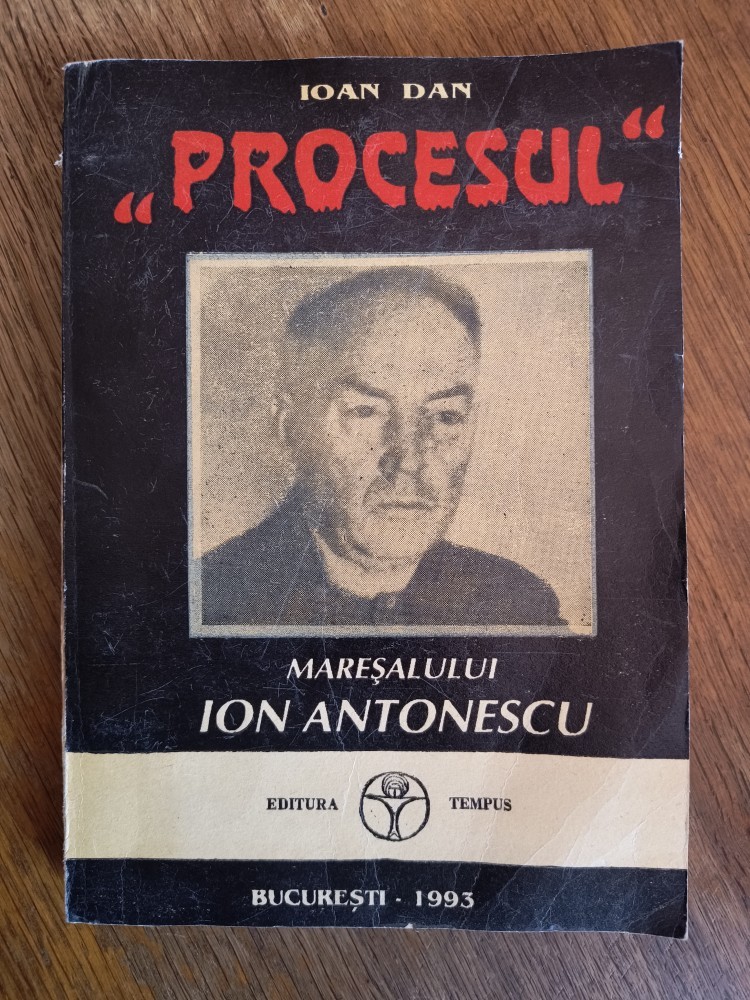 IOAN DAN
„PROCESUL“
MAREŞALULUI
ION ANTONESCU
EDITURA TEMPUS
BUCUREŞTI - 1993